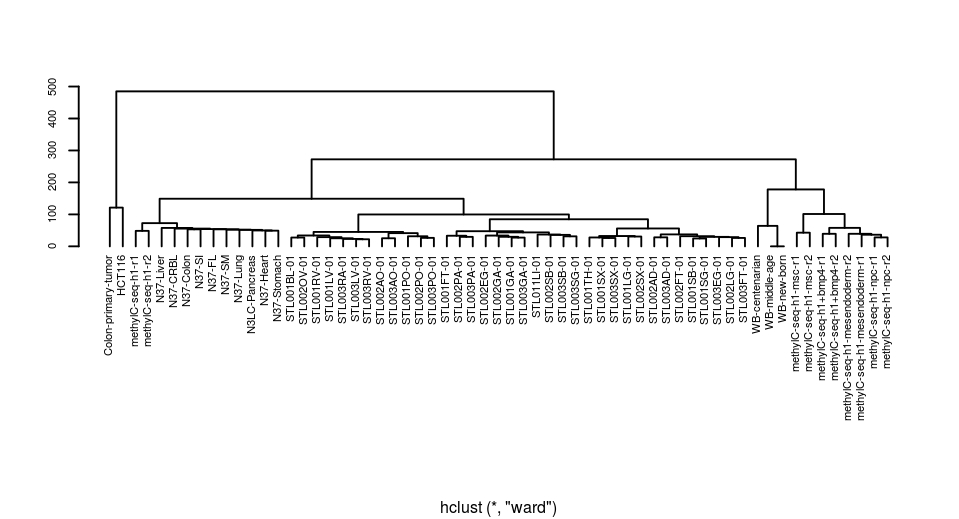 500
400
300
200
100
0
Colon-primary-tumor
HCT116
methylC-seq-h1-r1
methylC-seq-h1-r2
N37-Liver
N37-CRBL
N37-Colon
N37-SI
N37-FL
N37-SM
N37-Lung
N3LC-Pancreas
N37-Heart
N37-Stomach
STL001BL-01
STL002OV-01
STL001RV-01
STL001LV-01
STL003RA-01
STL003LV-01
STL003RV-01
STL002AO-01
STL003AO-01
STL001PO-01
STL002PO-01
STL003PO-01
STL001FT-01
STL002PA-01
STL003PA-01
STL002EG-01
STL002GA-01
STL001GA-01
STL003GA-01
STL011LI-01
STL002SB-01
STL003SB-01
STL003SG-01
STL001TH-01
STL001SX-01
STL003SX-01
STL001LG-01
STL002SX-01
STL002AD-01
STL003AD-01
STL002FT-01
STL001SB-01
STL001SG-01
STL003EG-01
STL002LG-01
STL003FT-01
WB-centenarian
WB-middle-age
WB-new-born
methylC-seq-h1-msc-r1
methylC-seq-h1-msc-r2
methylC-seq-h1+bmp4-r1
methylC-seq-h1+bmp4-r2
methylC-seq-h1-mesendoderm-r2
methylC-seq-h1-mesendoderm-r1
methylC-seq-h1-npc-r1
methylC-seq-h1-npc-r2
hclust (*, "ward")